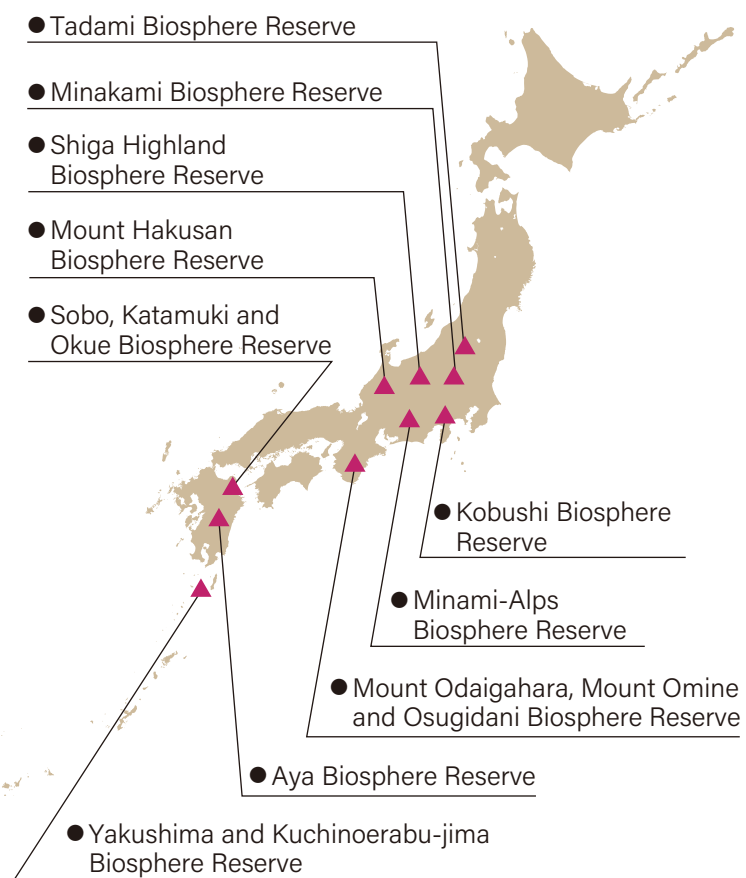 ● Tadami Biosphere Reserve
● Minakami Biosphere Reserve
● Shiga Highland
Biosphere Reserve
● Mount Hakusan
Biosphere Reserve
● Sobo, Katamuki and
Okue Biosphere Reserve
● Kobushi Biosphere
Reserve
● Minami-Alps
Biosphere Reserve
● Mount Odaigahara, Mount Omine
and Osugidani Biosphere Reserve
● Aya Biosphere Reserve
● Yakushima and Kuchinoerabu-jima
Biosphere Reserve